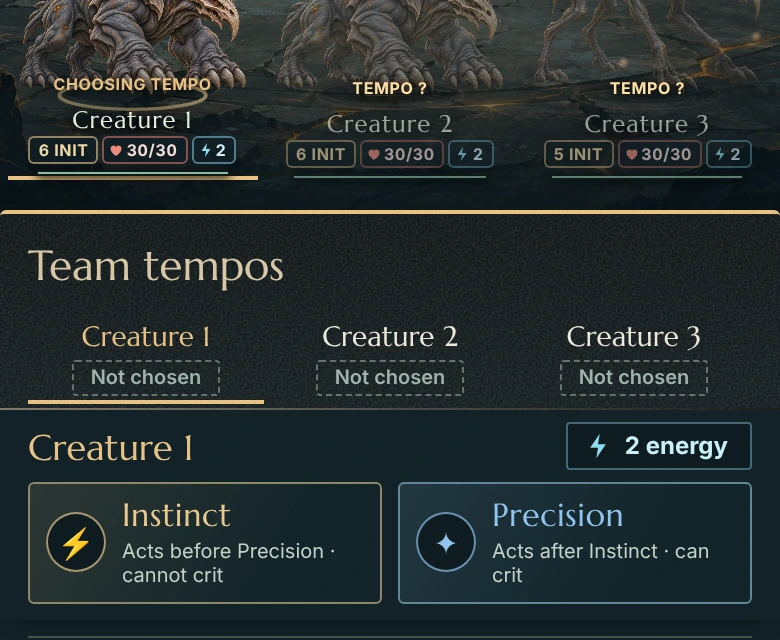 CHOOSING TEMPO
TEMPO ?
TEMPO ?
Creature 1
Creature 2
Creature 3
6 INIT 30/30 2
6 INIT 30/30 2
5 INIT 30/30 2
Team tempos
Creature 1
Creature 2
Creature 3
Not chosen
Not chosen
Not chosen
Creature 1
2 energy
Instinct
Acts before Precision ·
cannot crit
Precision
Acts after Instinct · can
crit